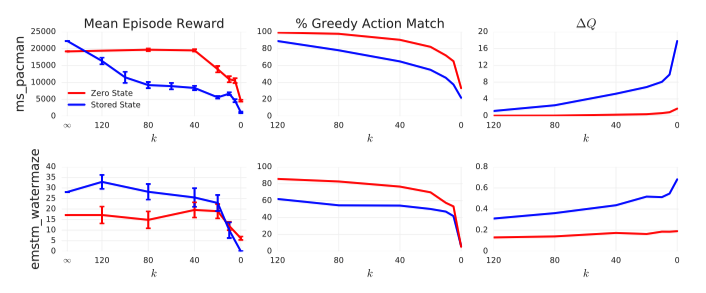 Mean Episode Reward
% Greedy Action Match
ΔQ
ms_pacman
25000
20000
15000
10000
5000
0
Zero State
Stored State
∞ 120 80 40 0
k
100
80
60
40
20
0
120 80 40 0
k
20
16
12
8
4
0
120 80 40 0
k
emstm_watermaze
40
35
30
25
20
15
10
5
0
∞ 120 80 40 0
k
100
80
60
40
20
0
120 80 40 0
k
0.8
0.6
0.4
0.2
0.0
120 80 40 0
k